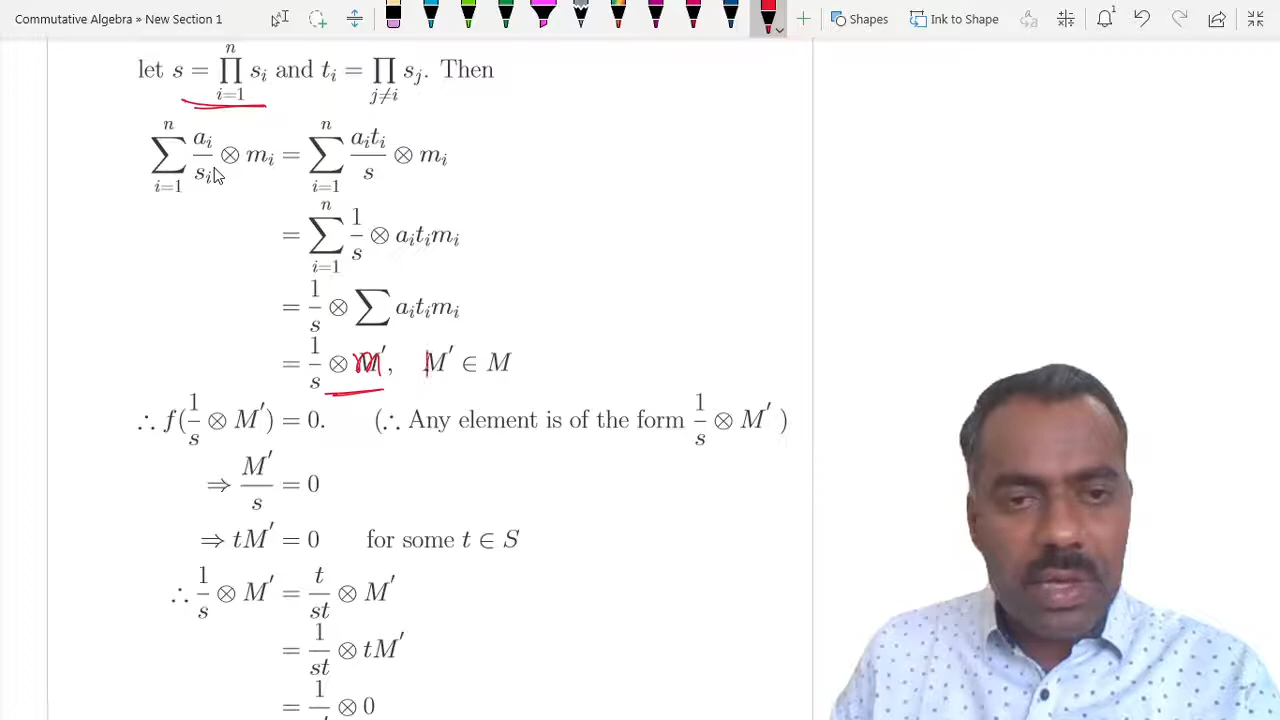 Commutative Algebra » New Section 1
Shapes
Ink to Shape
1
let s = ∏_{i=1}^{n} s_i and t_i = ∏_{j≠i} s_j. Then
∑_{i=1}^{n} a_i/s_i ⊗ m_i = ∑_{i=1}^{n} a_i t_i/s ⊗ m_i
= ∑_{i=1}^{n} 1/s ⊗ a_i t_i m_i
= 1/s ⊗ ∑ a_i t_i m_i
= 1/s ⊗ M′, M′ ∈ M
∴ f(1/s ⊗ M′) = 0. (∴ Any element is of the form 1/s ⊗ M′ )
⇒ M′/s = 0
⇒ tM′ = 0 for some t ∈ S
∴ 1/s ⊗ M′ = t/st ⊗ M′
= 1/st ⊗ tM′
= 1/ ⊗ 0